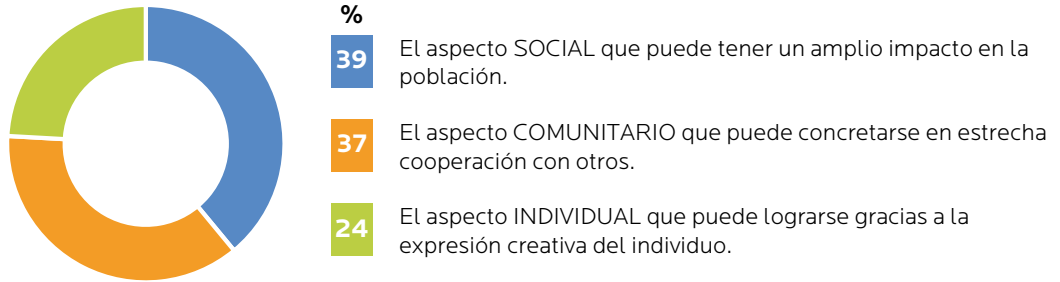 %
39
El aspecto SOCIAL que puede tener un amplio impacto en la
población.
37
El aspecto COMUNITARIO que puede concretarse en estrecha
cooperación con otros.
24
El aspecto INDIVIDUAL que puede lograrse gracias a la
expresión creativa del individuo.